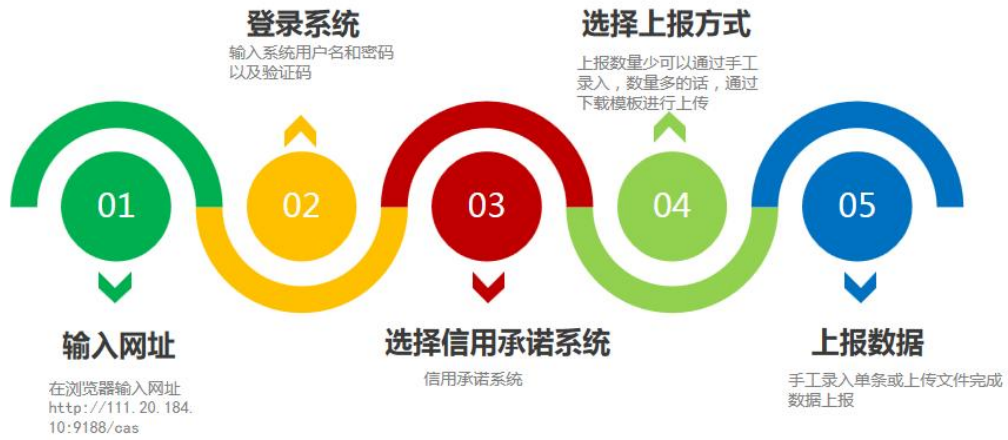 01
输入网址
在浏览器输入网址
http://111.20.184.
10:9188/cas
登录系统
输入系统用户名和密码
以及验证码
02
03
选择信用承诺系统
信用承诺系统
选择上报方式
上报数量少可以通过手工
录入，数量多的话，通过
下载模板进行上传
04
05
上报数据
手工录入单条或上传文件完成
数据上报